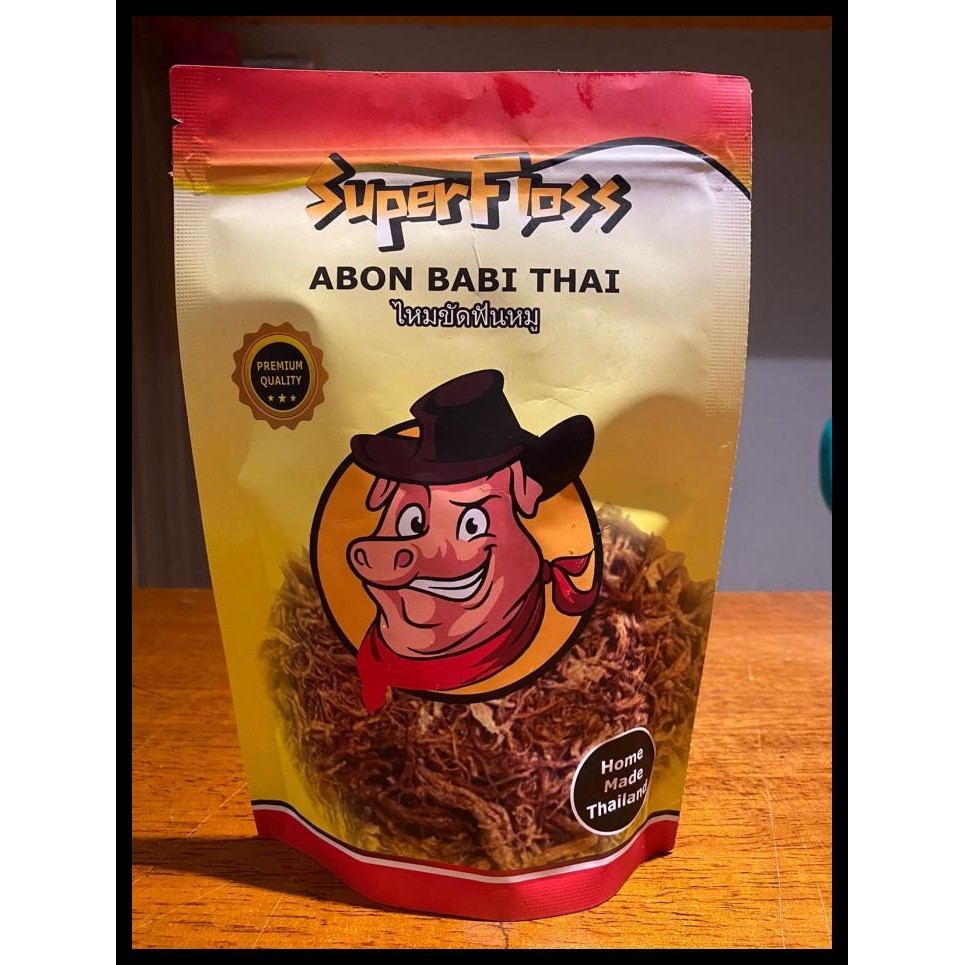 SuperFloss
ABON BABI THAI
ไหมขัดฟันหมู
PREMIUM
QUALITY
Home
Made
Thailand